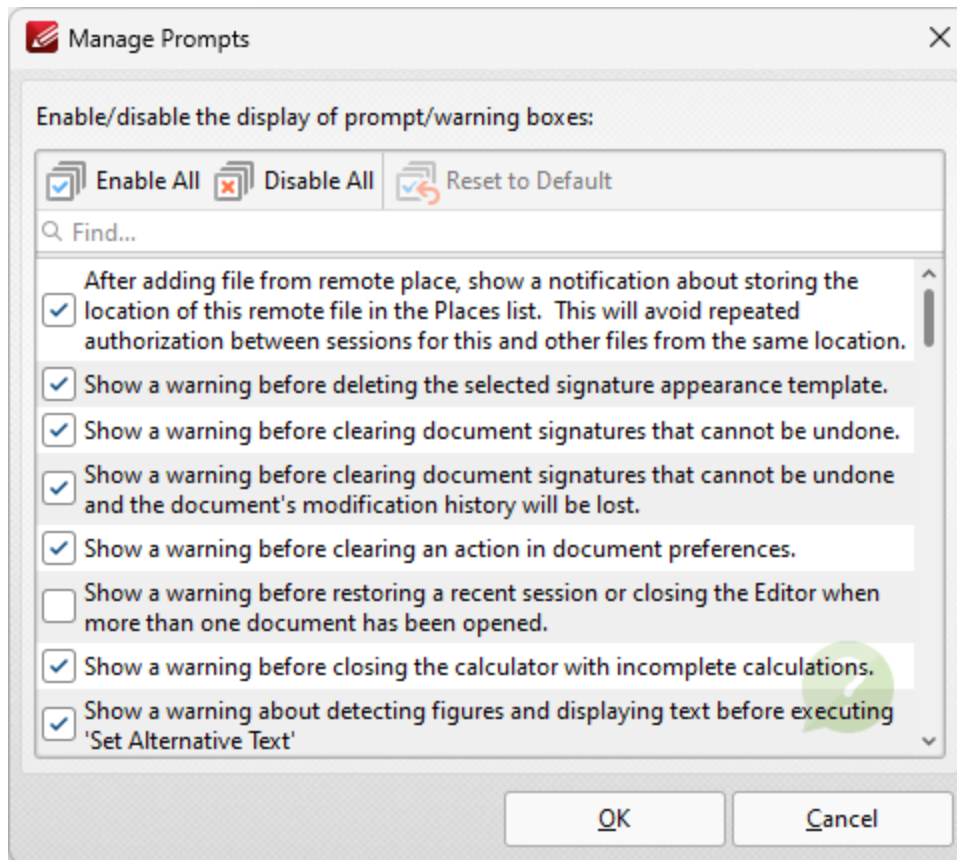 Manage Prompts
Enable/disable the display of prompt/warning boxes:
Enable All Disable All Reset to Default
Find...
After adding file from remote place, show a notification about storing the
location of this remote file in the Places list.  This will avoid repeated
authorization between sessions for this and other files from the same location.
Show a warning before deleting the selected signature appearance template.
Show a warning before clearing document signatures that cannot be undone.
Show a warning before clearing document signatures that cannot be undone
and the document's modification history will be lost.
Show a warning before clearing an action in document preferences.
Show a warning before restoring a recent session or closing the Editor when
more than one document has been opened.
Show a warning before closing the calculator with incomplete calculations.
Show a warning about detecting figures and displaying text before executing
'Set Alternative Text'
OK Cancel